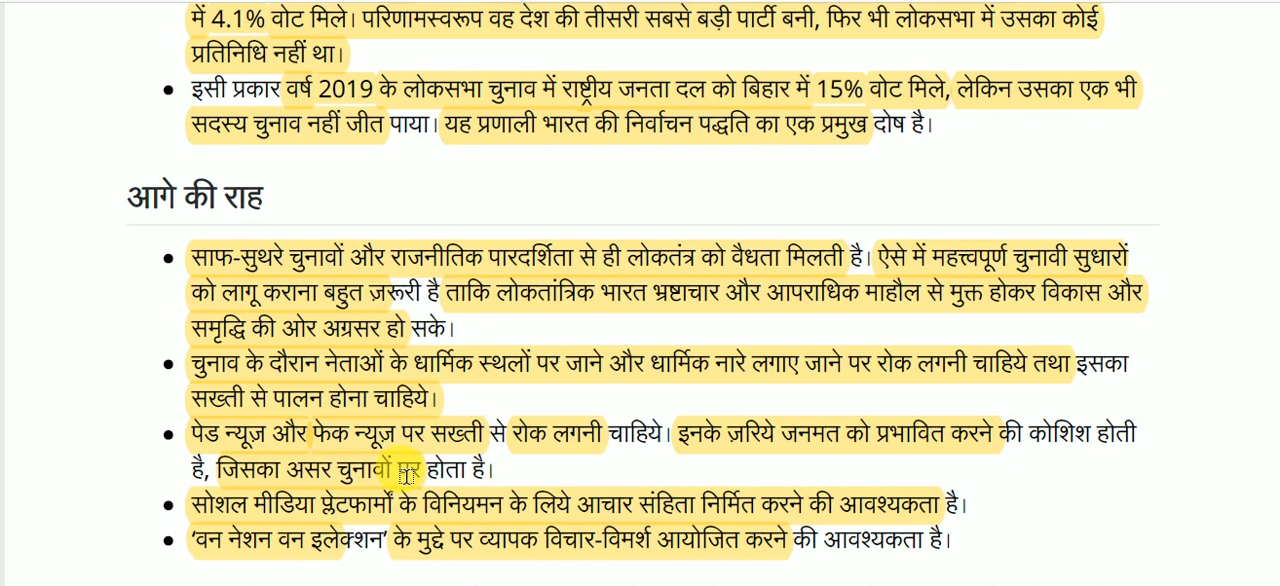 में 4.1% वोट मिले। परिणामस्वरूप वह देश की तीसरी सबसे बड़ी पार्टी बनी, फिर भी लोकसभा में उसका कोई
प्रतिनिधि नहीं था।
• इसी प्रकार वर्ष 2019 के लोकसभा चुनाव में राष्ट्रीय जनता दल को बिहार में 15% वोट मिले, लेकिन उसका एक भी
सदस्य चुनाव नहीं जीत पाया। यह प्रणाली भारत की निर्वाचन पद्धति का एक प्रमुख दोष है।
आगे की राह
• साफ-सुथरे चुनावों और राजनीतिक पारदर्शिता से ही लोकतंत्र को वैधता मिलती है। ऐसे में महत्त्वपूर्ण चुनावी सुधारों
को लागू कराना बहुत ज़रूरी है ताकि लोकतांत्रिक भारत भ्रष्टाचार और आपराधिक माहौल से मुक्त होकर विकास और
समृद्धि की ओर अग्रसर हो सके।
• चुनाव के दौरान नेताओं के धार्मिक स्थलों पर जाने और धार्मिक नारे लगाए जाने पर रोक लगनी चाहिये तथा इसका
सख्ती से पालन होना चाहिये।
• पेड न्यूज़ और फेक न्यूज़ पर सख्ती से रोक लगनी चाहिये। इनके ज़रिये जनमत को प्रभावित करने की कोशिश होती
है, जिसका असर चुनावों पर होता है।
• सोशल मीडिया प्लेटफार्मों के विनियमन के लिये आचार संहिता निर्मित करने की आवश्यकता है।
• ‘वन नेशन वन इलेक्शन’ के मुद्दे पर व्यापक विचार-विमर्श आयोजित करने की आवश्यकता है।